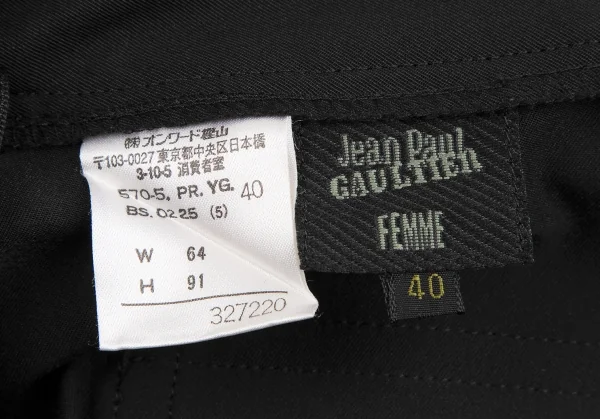 ㈱オンワード樫山
〒103-0027 東京都中央区日本橋
3-10-5 消費者室
570-5, PR. YG. 40
BS. 02.25 (5)
W 64
H 91
327220
Jean Paul
GAULTIER
FEMME
40